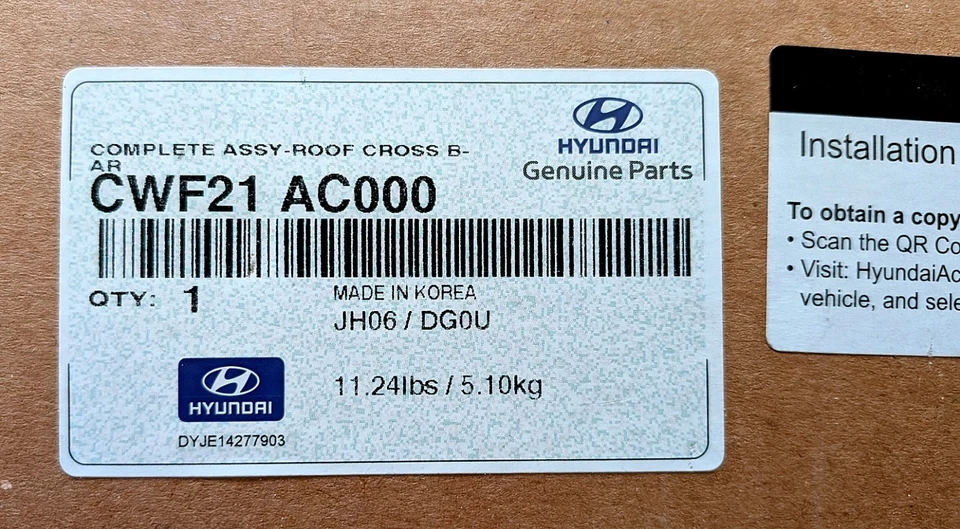 COMPLETE ASSY-ROOF CROSS B-
AR
CWF21 AC000
HYUNDAI
Genuine Parts
QTY: 1
MADE IN KOREA
JH06 / DG0U
11.24lbs / 5.10kg
HYUNDAI
DYJE14277903
Installation
To obtain a copy
• Scan the QR Co
• Visit: HyundaiAc
vehicle, and sele